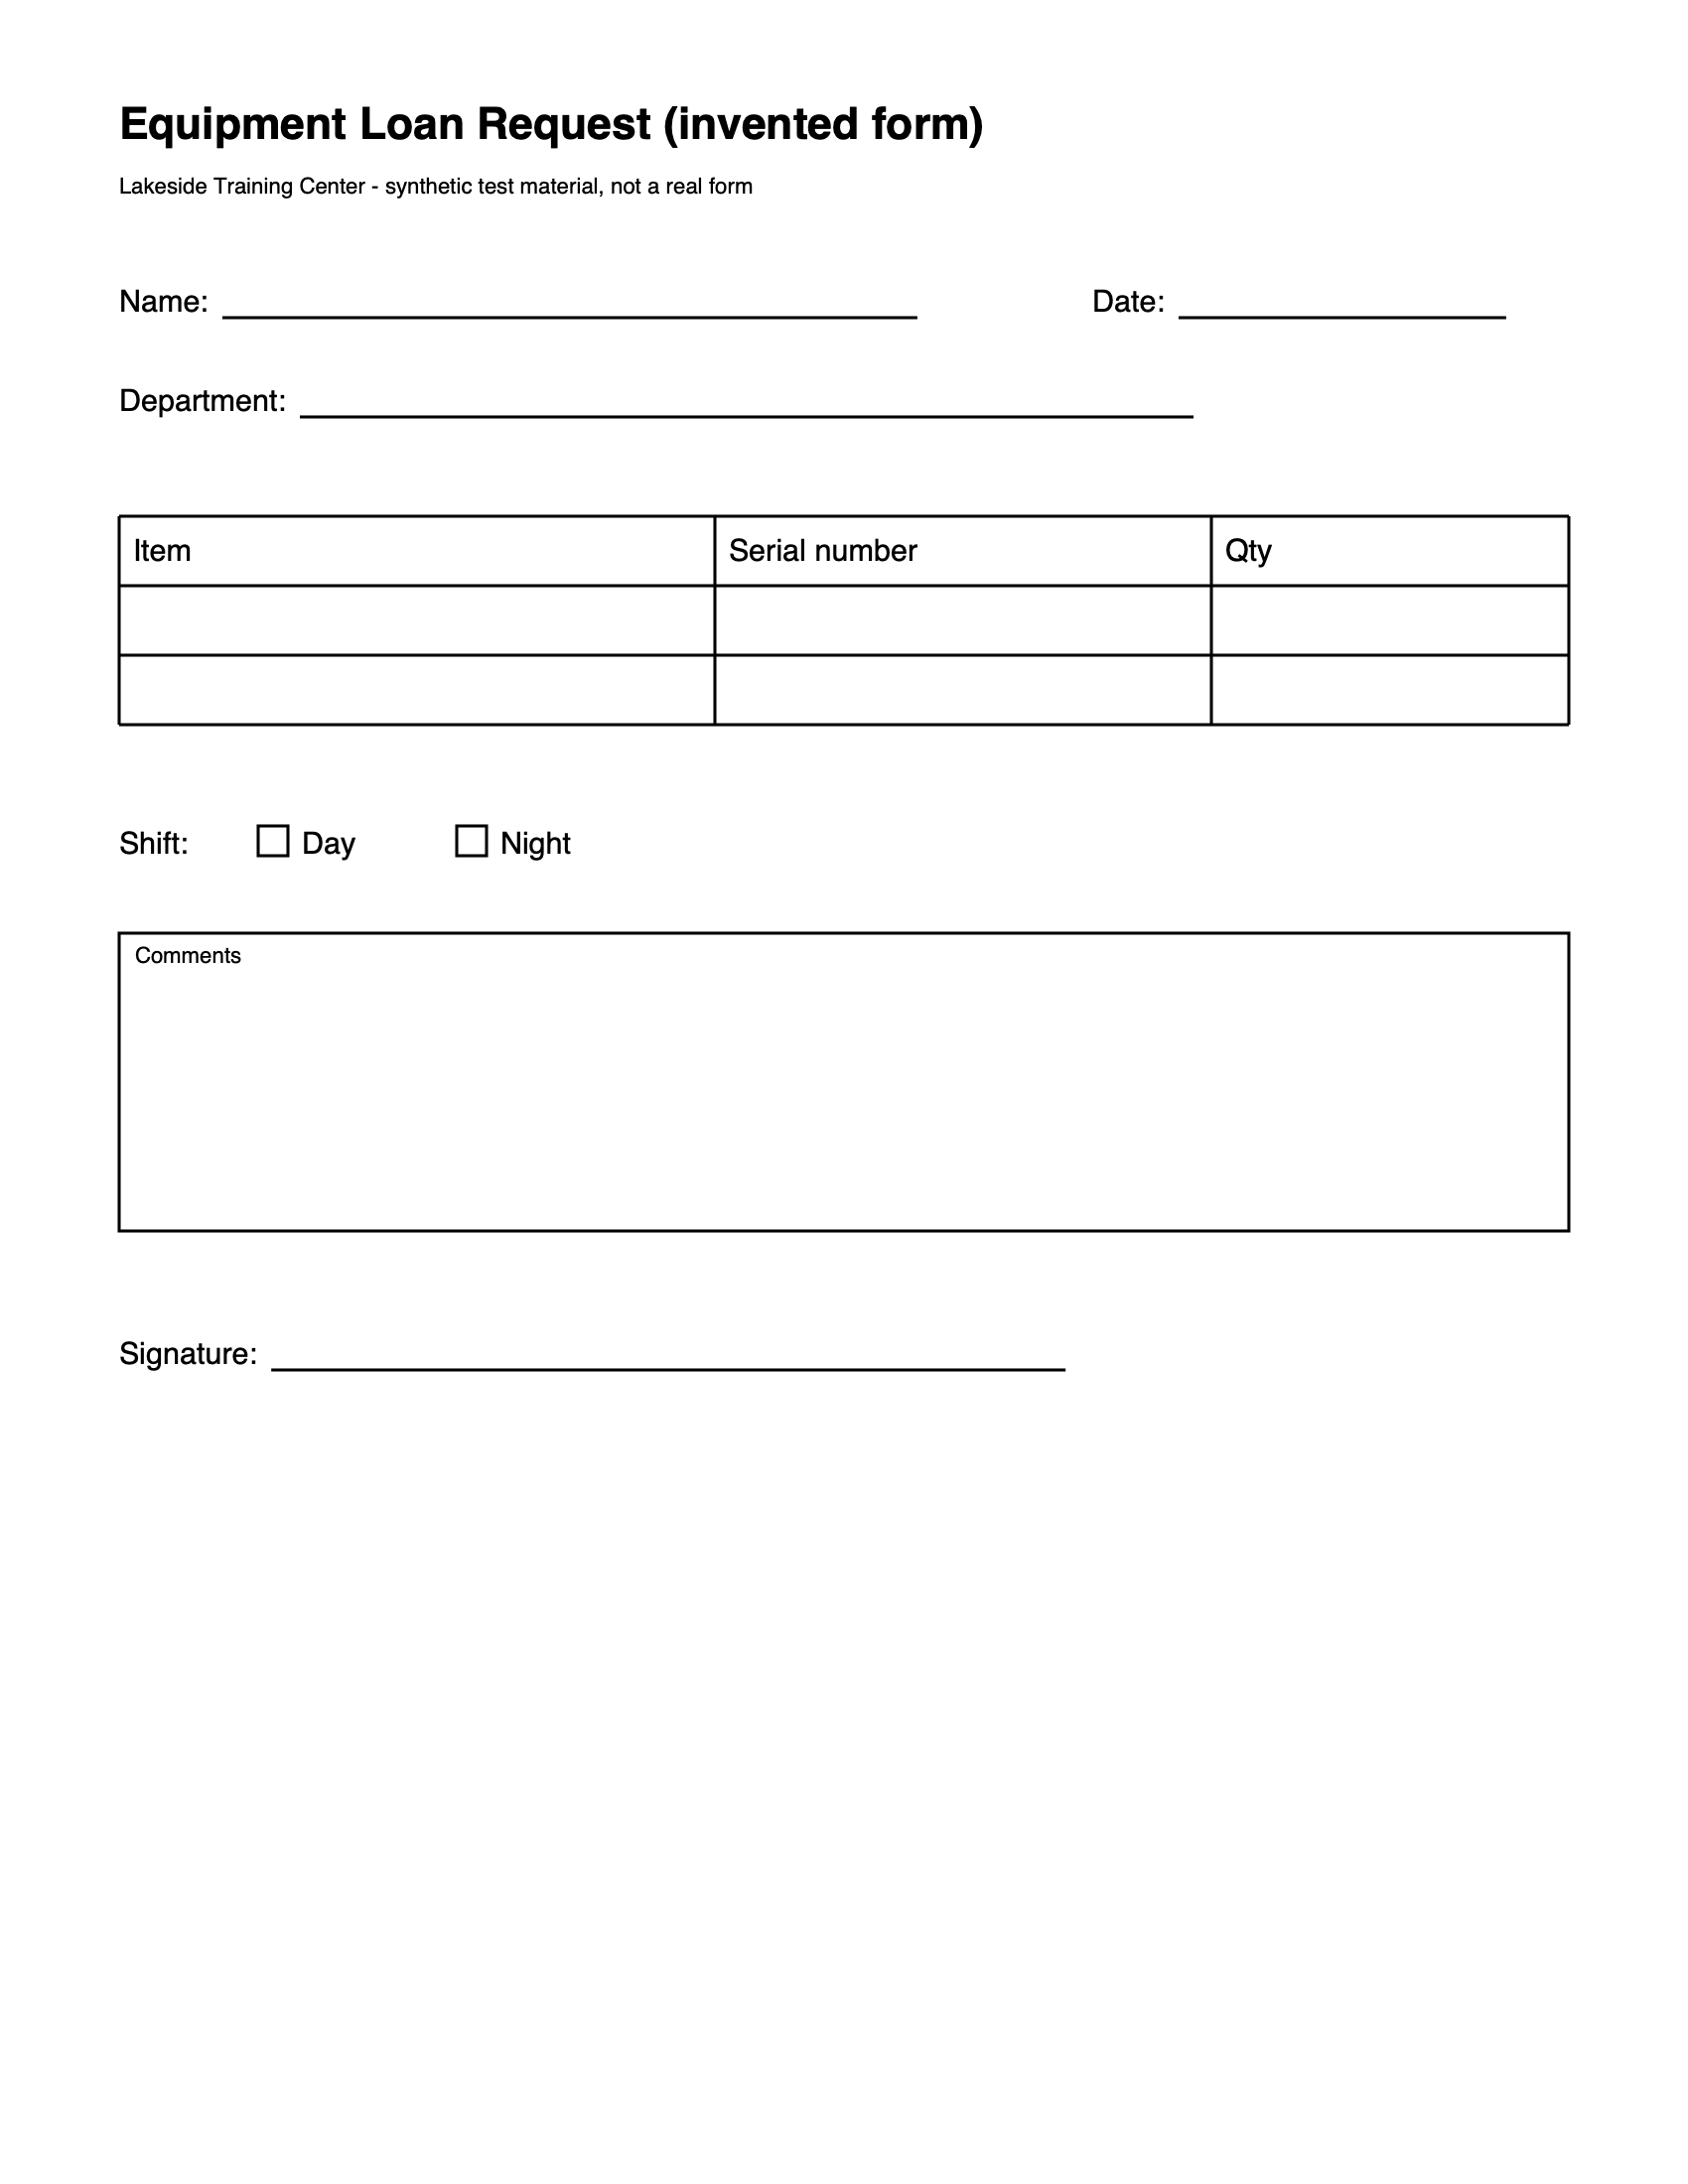 Equipment Loan Request (invented form)
Lakeside Training Center - synthetic test material, not a real form
Name: Date:
Department:
Item Serial number Qty
Shift: Day Night
Comments
Signature: